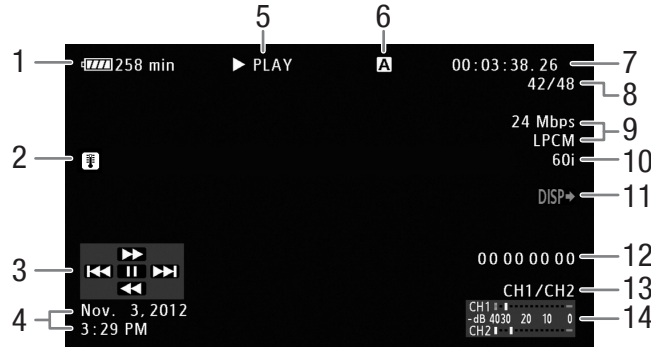 5
6
1
258 min
PLAY
A
00:03:38.26
7
42/48
8
24 Mbps
9
LPCM
2
60i
10
DISP
11
3
00 00 00 00
12
CH1/CH2
13
4
Nov. 3, 2012
3:29 PM
CH1
-dB 4030 20 10 0
CH2
14